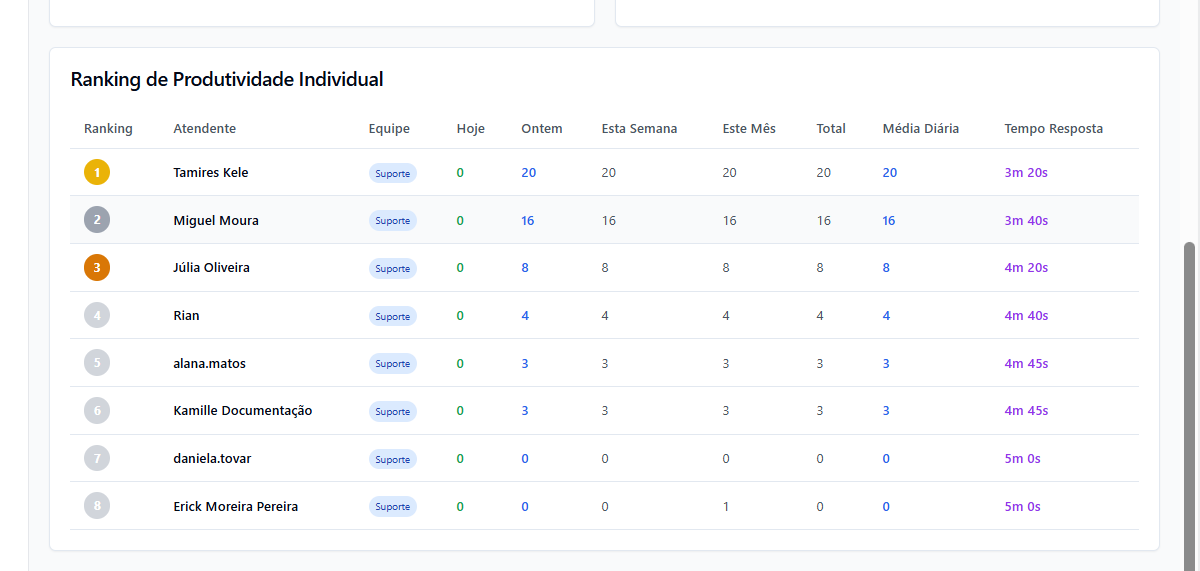 Ranking de Produtividade Individual
Ranking Atendente Equipe Hoje Ontem Esta Semana Este Mês Total Média Diária Tempo Resposta
1 Tamires Kele Suporte 0 20 20 20 20 20 3m 20s
2 Miguel Moura Suporte 0 16 16 16 16 16 3m 40s
3 Júlia Oliveira Suporte 0 8 8 8 8 8 4m 20s
4 Rian Suporte 0 4 4 4 4 4 4m 40s
5 alana.matos Suporte 0 3 3 3 3 3 4m 45s
6 Kamille Documentação Suporte 0 3 3 3 3 3 4m 45s
7 daniela.tovar Suporte 0 0 0 0 0 0 5m 0s
8 Erick Moreira Pereira Suporte 0 0 0 1 0 0 5m 0s